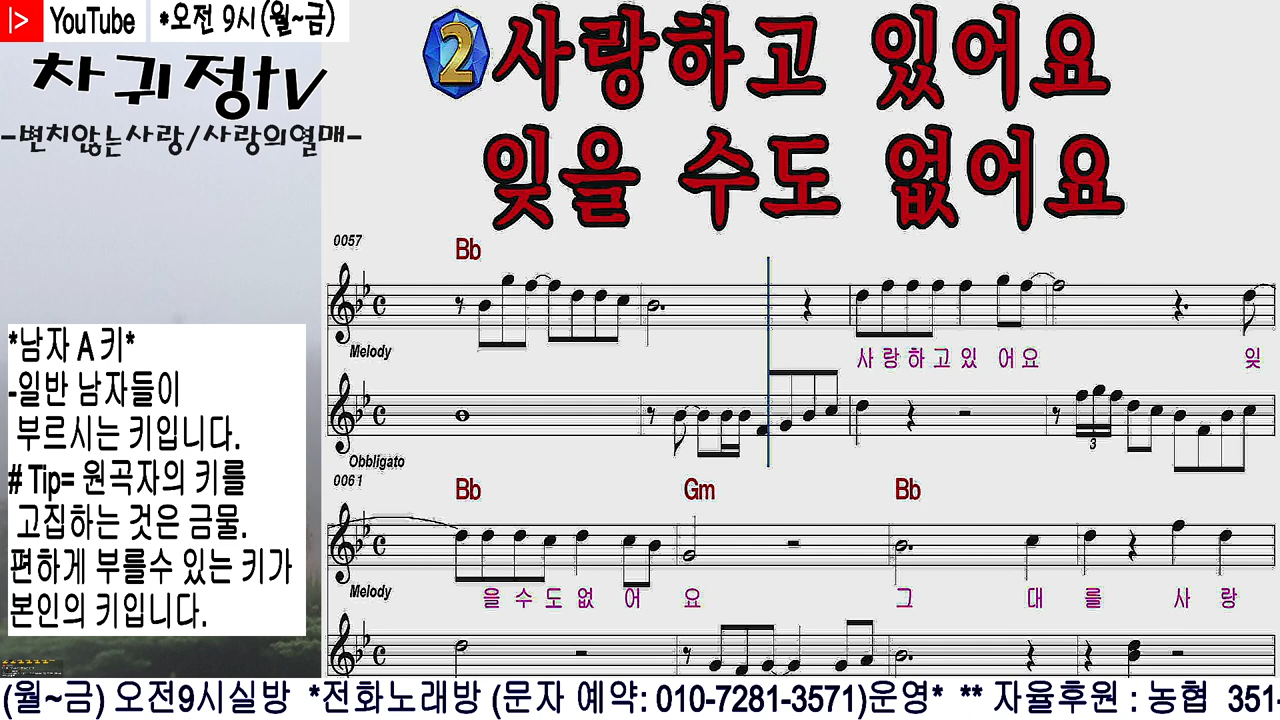 YouTube *오전 9시(월~금)
차귀정tv
-변치않는사랑/사랑의열매-
2 사랑하고 있어요
잊을 수도 없어요
*남자 A 키*
-일반 남자들이
부르시는 키입니다.
# Tip= 원곡자의 키를
고집하는 것은 금물.
편하게 부를수 있는 키가
본인의 키입니다.
0057
Bb
Melody
사 랑 하 고 있 어 요 잊
3
Obbligato
0061
Bb Gm Bb
Melody
을 수 도 없 어 요 그 대 를 사 랑
(월~금) 오전9시실방 *전화노래방 (문자 예약: 010-7281-3571)운영* ** 자율후원 : 농협 351-